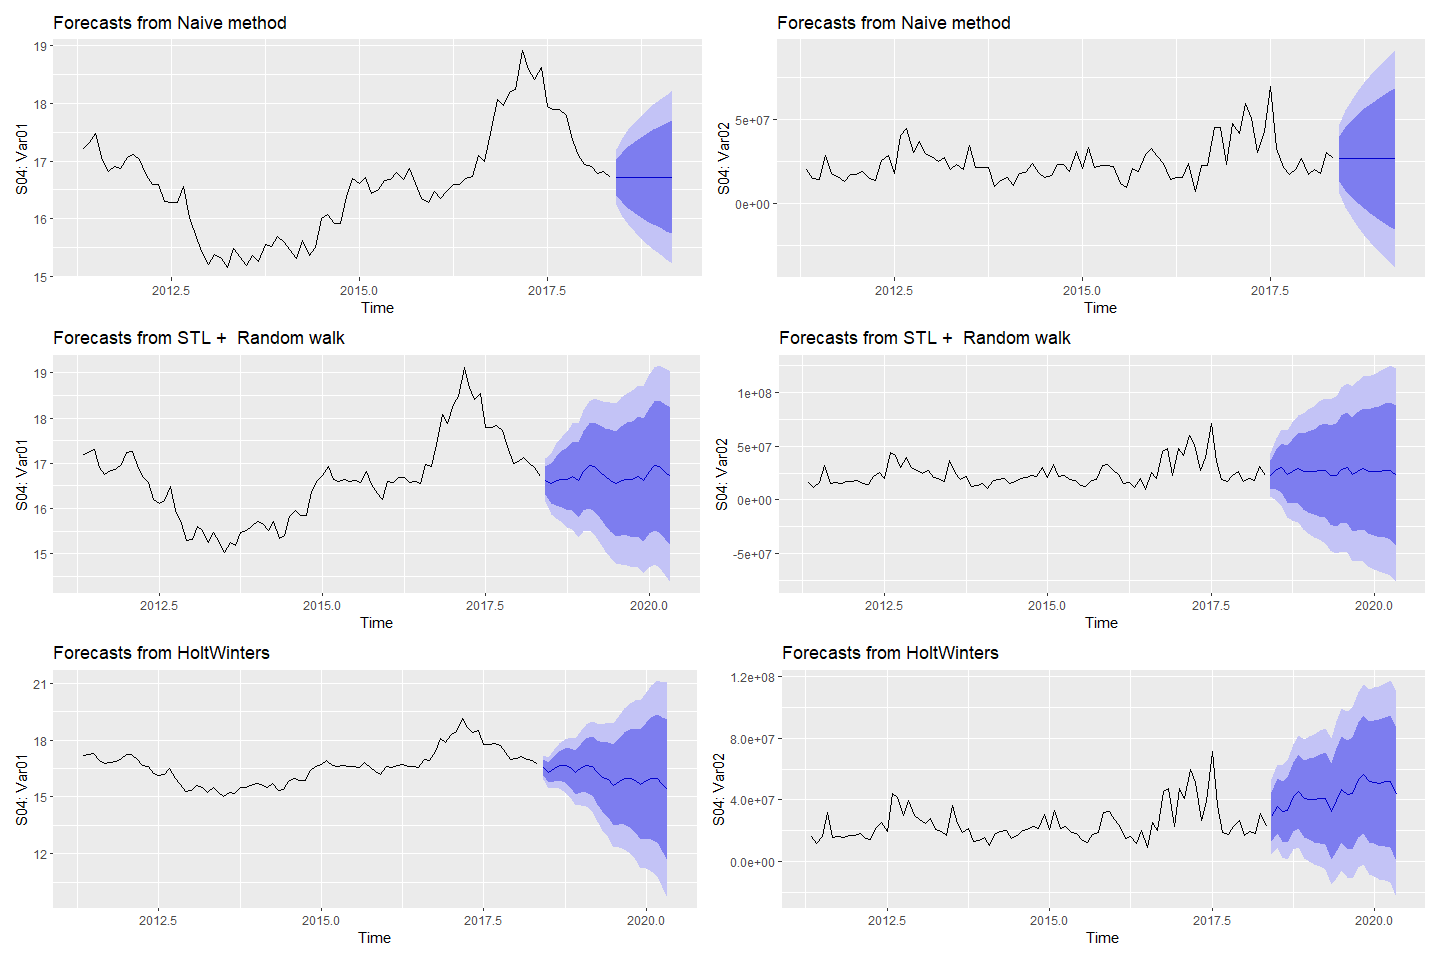 Forecasts from Naive method
S04: Var01
19
18
17
16
15
2012.5 2015.0 2017.5
Time
Forecasts from Naive method
S04: Var02
5e+07
0e+00
2012.5 2015.0 2017.5
Time
Forecasts from STL +  Random walk
S04: Var01
19
18
17
16
15
2012.5 2015.0 2017.5 2020.0
Time
Forecasts from STL +  Random walk
S04: Var02
1e+08
5e+07
0e+00
-5e+07
2012.5 2015.0 2017.5 2020.0
Time
Forecasts from HoltWinters
S04: Var01
21
18
15
12
2012.5 2015.0 2017.5 2020.0
Time
Forecasts from HoltWinters
S04: Var02
1.2e+08
8.0e+07
4.0e+07
0.0e+00
2012.5 2015.0 2017.5 2020.0
Time